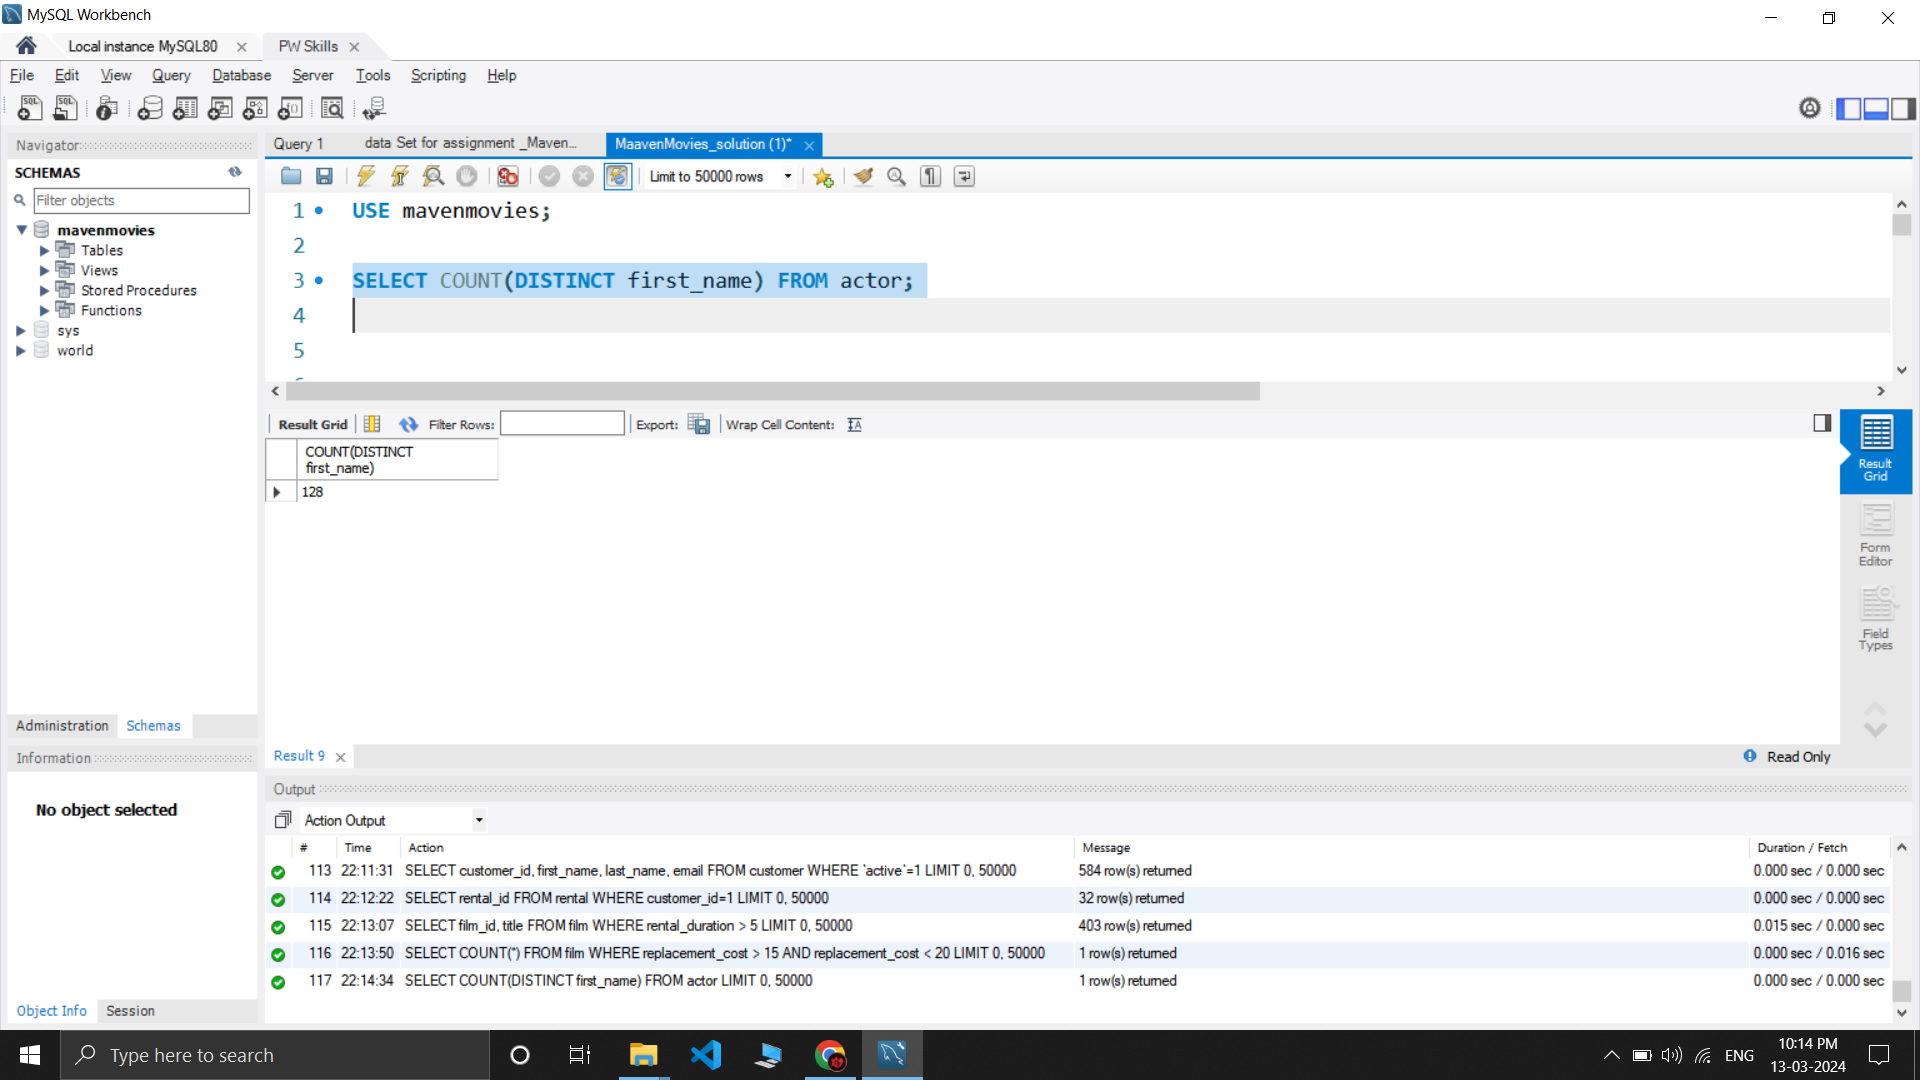 MySQL Workbench
Local instance MySQL80
PW Skills
File Edit View Query Database Server Tools Scripting Help
Navigator
SCHEMAS
Filter objects
mavenmovies
Tables
Views
Stored Procedures
Functions
sys
world
Administration Schemas
Information
No object selected
Object Info Session
Query 1
data Set for assignment _Maven...
MaavenMovies_solution (1)*
Limit to 50000 rows
1 USE mavenmovies;
2
3 SELECT COUNT(DISTINCT first_name) FROM actor;
4
5
Result Grid Filter Rows: Export: Wrap Cell Content:
COUNT(DISTINCT
first_name)
128
Result
Grid
Form
Editor
Field
Types
Result 9
Read Only
Output
Action Output
# Time Action Message Duration / Fetch
113 22:11:31 SELECT customer_id, first_name, last_name, email FROM customer WHERE `active`=1 LIMIT 0, 50000 584 row(s) returned 0.000 sec / 0.000 sec
114 22:12:22 SELECT rental_id FROM rental WHERE customer_id=1 LIMIT 0, 50000 32 row(s) returned 0.000 sec / 0.000 sec
115 22:13:07 SELECT film_id, title FROM film WHERE rental_duration > 5 LIMIT 0, 50000 403 row(s) returned 0.015 sec / 0.000 sec
116 22:13:50 SELECT COUNT(*) FROM film WHERE replacement_cost > 15 AND replacement_cost < 20 LIMIT 0, 50000 1 row(s) returned 0.000 sec / 0.016 sec
117 22:14:34 SELECT COUNT(DISTINCT first_name) FROM actor LIMIT 0, 50000 1 row(s) returned 0.000 sec / 0.000 sec
Type here to search
ENG
10:14 PM
13-03-2024